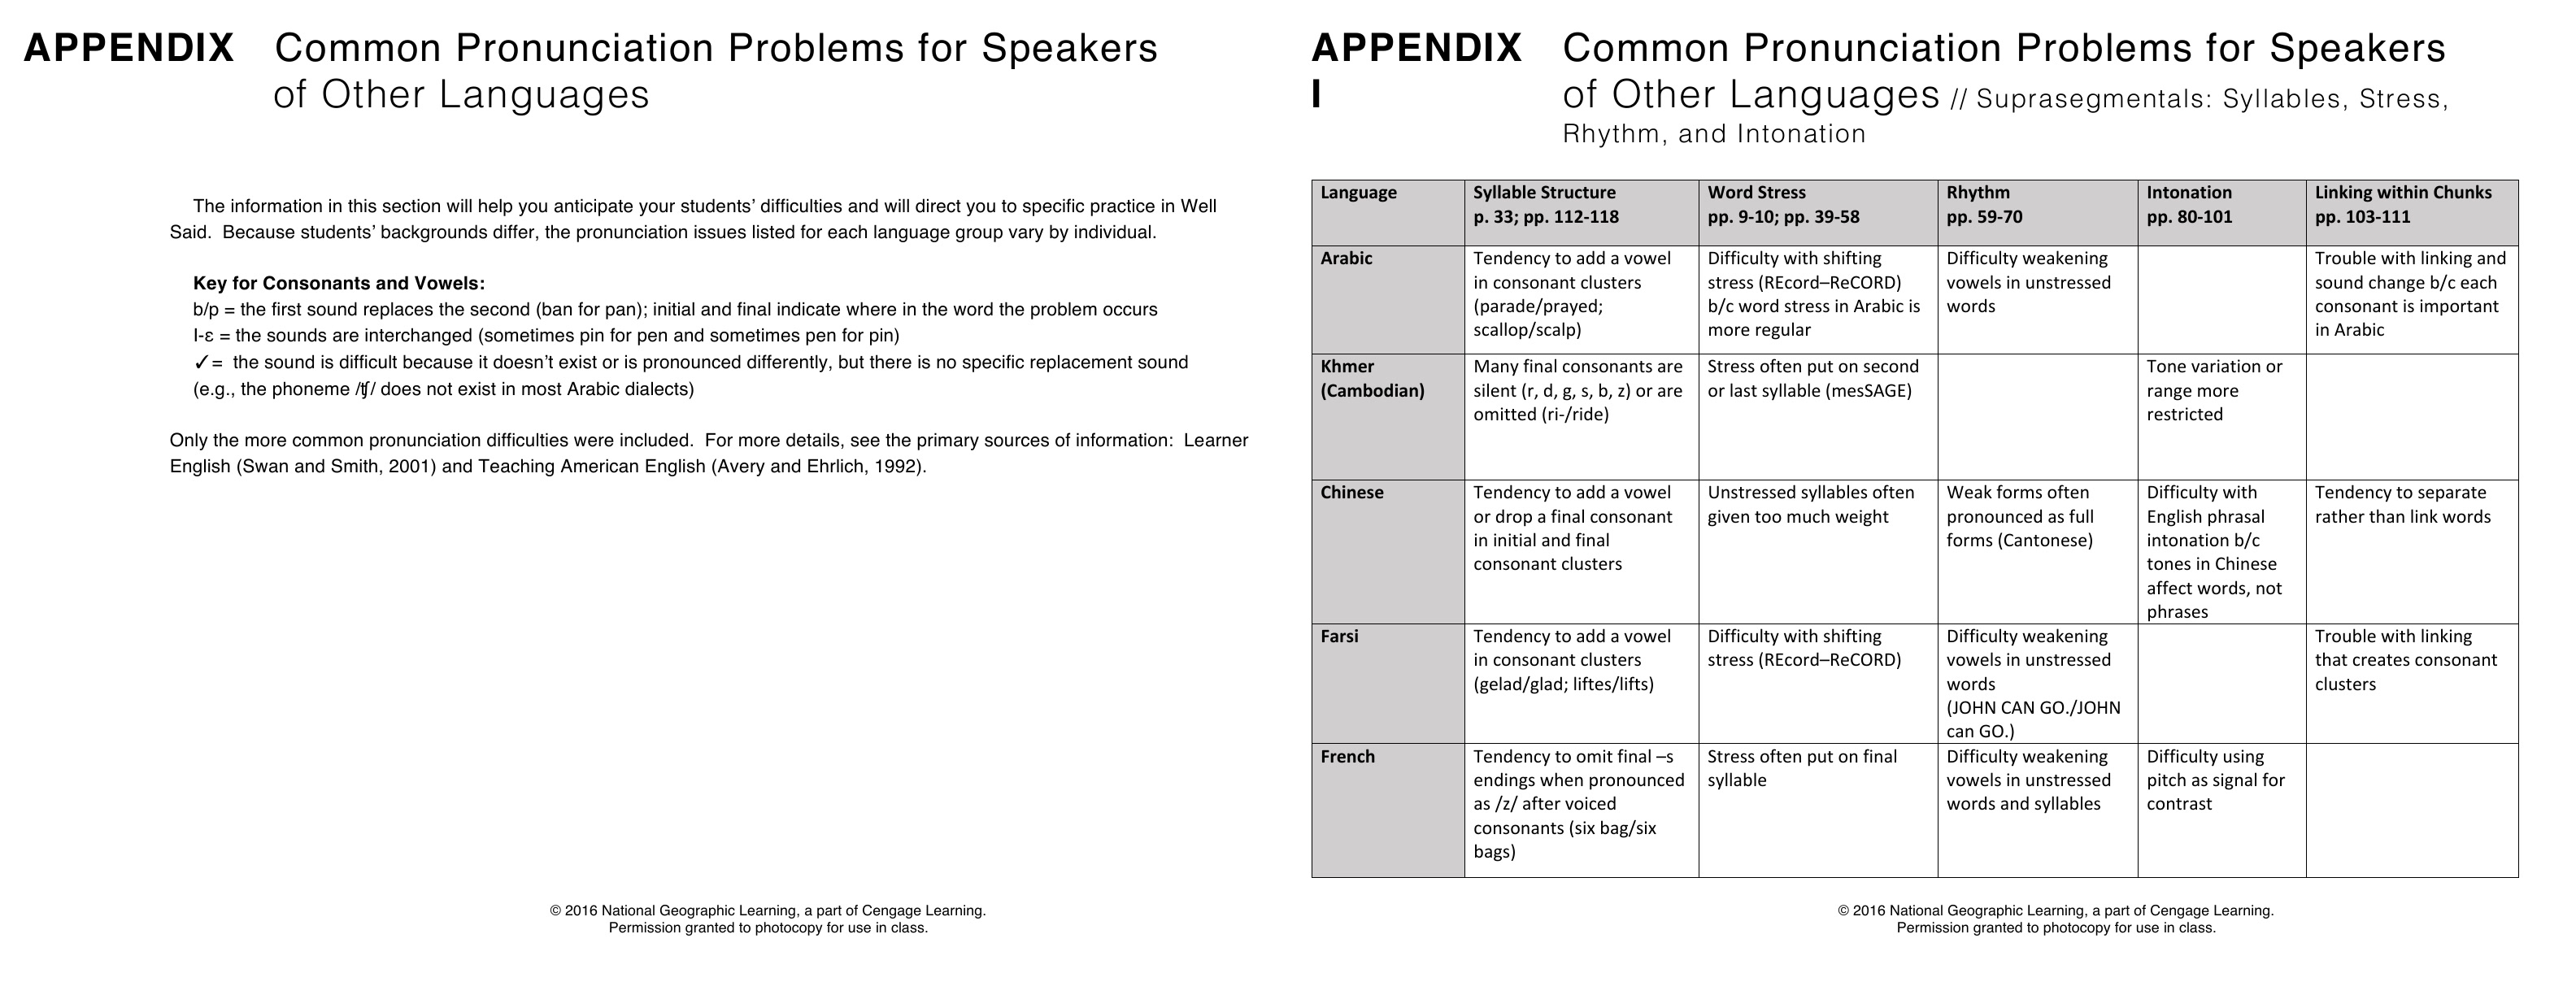 APPENDIX Common Pronunciation Problems for Speakers
of Other Languages
The information in this section will help you anticipate your students’ difficulties and will direct you to specific practice in Well
Said.  Because students’ backgrounds differ, the pronunciation issues listed for each language group vary by individual.
Key for Consonants and Vowels:
b/p = the first sound replaces the second (ban for pan); initial and final indicate where in the word the problem occurs
I-ε = the sounds are interchanged (sometimes pin for pen and sometimes pen for pin)
✓=  the sound is difficult because it doesn’t exist or is pronounced differently, but there is no specific replacement sound
(e.g., the phoneme /ʧ/ does not exist in most Arabic dialects)
Only the more common pronunciation difficulties were included.  For more details, see the primary sources of information:  Learner
English (Swan and Smith, 2001) and Teaching American English (Avery and Ehrlich, 1992).
© 2016 National Geographic Learning, a part of Cengage Learning.
Permission granted to photocopy for use in class.
APPENDIX Common Pronunciation Problems for Speakers
I of Other Languages // Suprasegmentals: Syllables, Stress,
Rhythm, and Intonation
Language
Syllable Structure
p. 33; pp. 112-118
Word Stress
pp. 9-10; pp. 39-58
Rhythm
pp. 59-70
Intonation
pp. 80-101
Linking within Chunks
pp. 103-111
Arabic
Tendency to add a vowel
in consonant clusters
(parade/prayed;
scallop/scalp)
Difficulty with shifting
stress (REcord–ReCORD)
b/c word stress in Arabic is
more regular
Difficulty weakening
vowels in unstressed
words
Trouble with linking and
sound change b/c each
consonant is important
in Arabic
Khmer
(Cambodian)
Many final consonants are
silent (r, d, g, s, b, z) or are
omitted (ri-/ride)
Stress often put on second
or last syllable (mesSAGE)
Tone variation or
range more
restricted
Chinese
Tendency to add a vowel
or drop a final consonant
in initial and final
consonant clusters
Unstressed syllables often
given too much weight
Weak forms often
pronounced as full
forms (Cantonese)
Difficulty with
English phrasal
intonation b/c
tones in Chinese
affect words, not
phrases
Tendency to separate
rather than link words
Farsi
Tendency to add a vowel
in consonant clusters
(gelad/glad; liftes/lifts)
Difficulty with shifting
stress (REcord–ReCORD)
Difficulty weakening
vowels in unstressed
words
(JOHN CAN GO./JOHN
can GO.)
Trouble with linking
that creates consonant
clusters
French
Tendency to omit final –s
endings when pronounced
as /z/ after voiced
consonants (six bag/six
bags)
Stress often put on final
syllable
Difficulty weakening
vowels in unstressed
words and syllables
Difficulty using
pitch as signal for
contrast
© 2016 National Geographic Learning, a part of Cengage Learning.
Permission granted to photocopy for use in class.